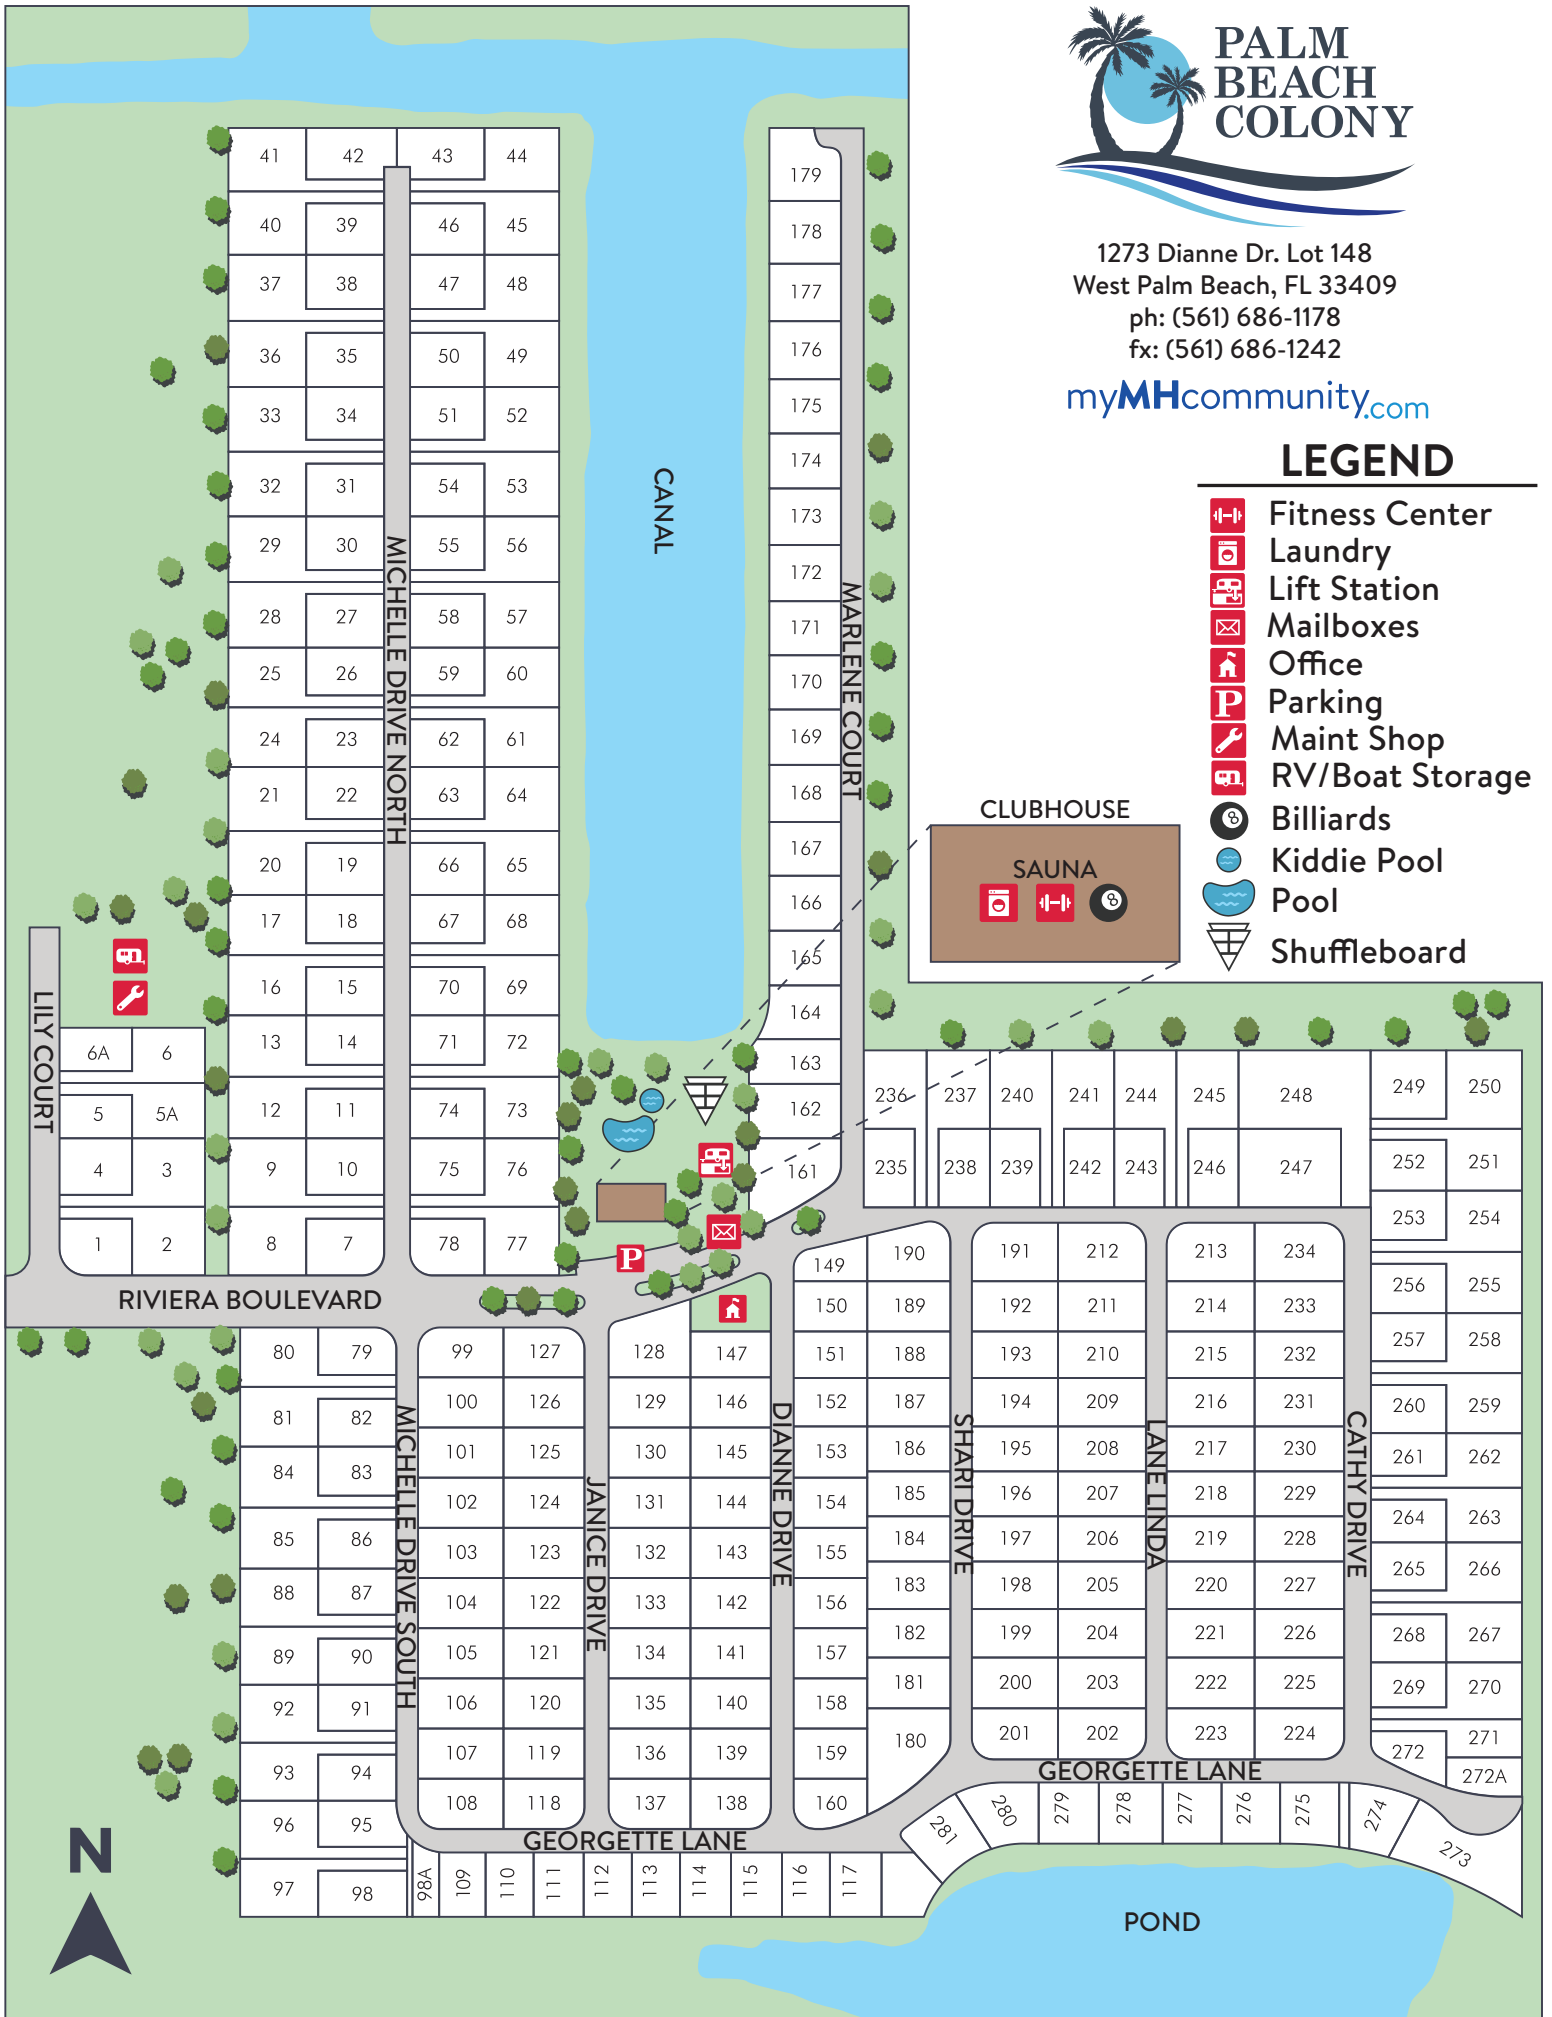 PALM
BEACH
COLONY
1273 Dianne Dr. Lot 148
West Palm Beach, FL 33409
ph: (561) 686-1178
fx: (561) 686-1242
myMHcommunity.com
LEGEND
Fitness Center
Laundry
Lift Station
Mailboxes
Office
P Parking
Maint Shop
RV/Boat Storage
8 Billiards
Kiddie Pool
Pool
Shuffleboard
CLUBHOUSE
SAUNA
8
41 42 43 44
40 39 46 45
37 38 47 48
36 35 50 49
33 34 51 52
32 31 54 53
29 30 55 56
28 27 58 57
25 26 59 60
24 23 62 61
21 22 63 64
20 19 66 65
17 18 67 68
16 15 70 69
13 14 71 72
12 11 74 73
9 10 75 76
8 7 78 77
MICHELLE DRIVE NORTH
CANAL
179
178
177
176
175
174
173
172
171
170
169
168
167
166
165
164
163
162
161
MARLENE COURT
LILY COURT
6A 6
5 5A
4 3
1 2
P
RIVIERA BOULEVARD
236 237 240 241 244 245 248
235 238 239 242 243 246 247
249 250
252 251
253 254
256 255
257 258
260 259
261 262
264 263
265 266
268 267
269 270
272 271
272A
80 79
81 82
84 83
85 86
88 87
89 90
92 91
93 94
96 95
97 98
MICHELLE DRIVE SOUTH
99 127
100 126
101 125
102 124
103 123
104 122
105 121
106 120
107 119
108 118
JANICE DRIVE
128 147
129 146
130 145
131 144
132 143
133 142
134 141
135 140
136 139
137 138
DIANNE DRIVE
149 190
150 189
151 188
152 187
153 186
154 185
155 184
156 183
157 182
158 181
159 180
160
SHARI DRIVE
191 212
192 211
193 210
194 209
195 208
196 207
197 206
198 205
199 204
200 203
201 202
LANE LINDA
213 234
214 233
215 232
216 231
217 230
218 229
219 228
220 227
221 226
222 225
223 224
CATHY DRIVE
GEORGETTE LANE
GEORGETTE LANE
98A 109 110 111 112 113 114 115 116 117
281 280 279 278 277 276 275 274 273
POND
N